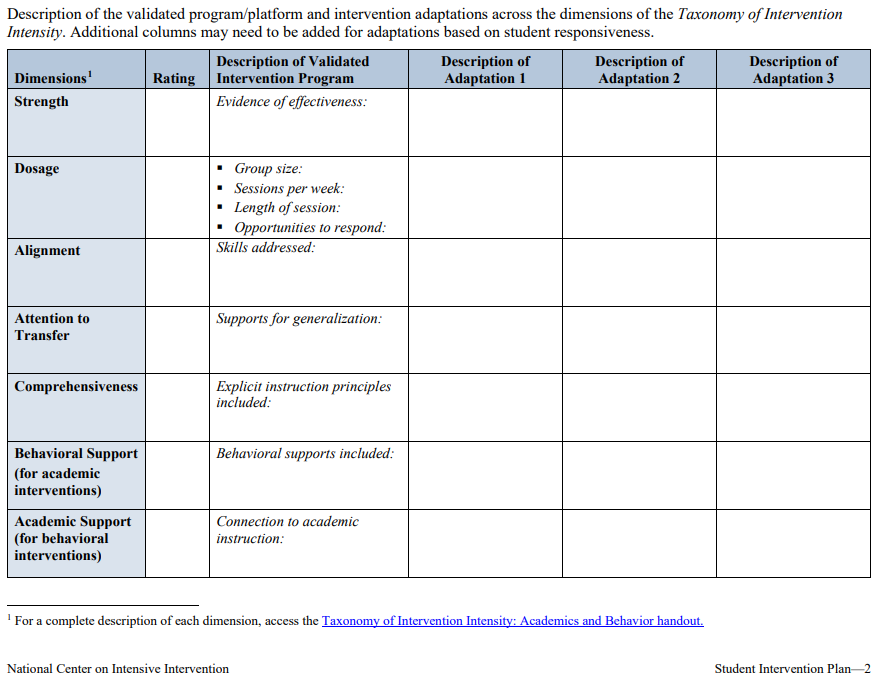 Description of the validated program/platform and intervention adaptations across the dimensions of the Taxonomy of Intervention
Intensity. Additional columns may need to be added for adaptations based on student responsiveness.
Dimensions¹ Rating Description of Validated Intervention Program Description of Adaptation 1 Description of Adaptation 2 Description of Adaptation 3
Strength
Evidence of effectiveness:
Dosage
▪ Group size:
▪ Sessions per week:
▪ Length of session:
▪ Opportunities to respond:
Alignment
Skills addressed:
Attention to
Transfer
Supports for generalization:
Comprehensiveness
Explicit instruction principles
included:
Behavioral Support
(for academic
interventions)
Behavioral supports included:
Academic Support
(for behavioral
interventions)
Connection to academic
instruction:
¹ For a complete description of each dimension, access the Taxonomy of Intervention Intensity: Academics and Behavior handout.
National Center on Intensive Intervention Student Intervention Plan—2